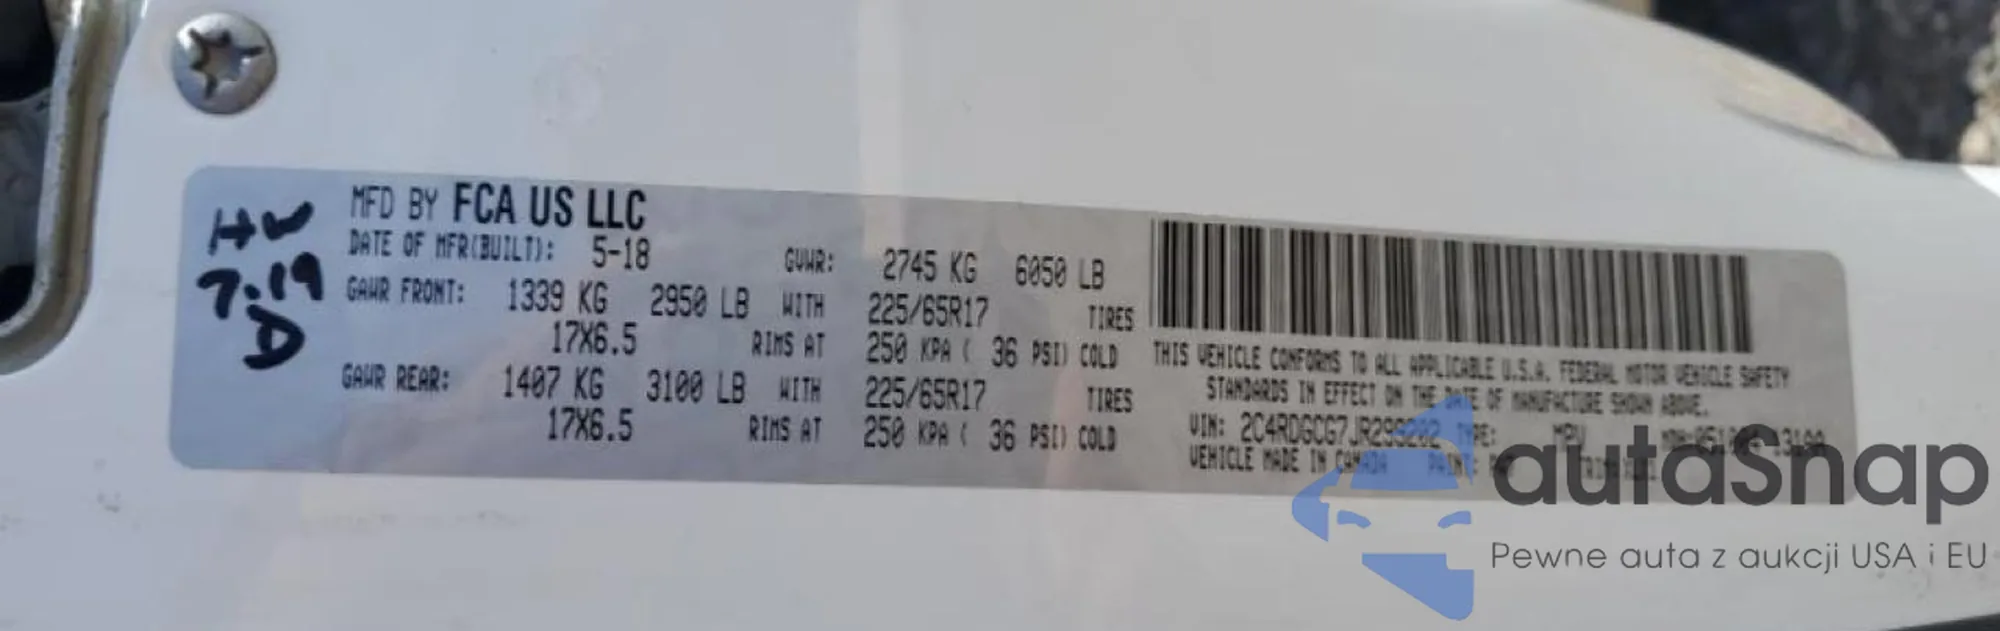 HW
7.19
D
MFD BY FCA US LLC
DATE OF MFR(BUILT): 5-18 GVWR: 2745 KG 6050 LB
GAWR FRONT: 1339 KG 2950 LB WITH 225/65R17 TIRES
17X6.5 RIMS AT 250 KPA ( 36 PSI) COLD
GAWR REAR: 1407 KG 3100 LB WITH 225/65R17 TIRES
17X6.5 RIMS AT 250 KPA ( 36 PSI) COLD
THIS VEHICLE CONFORMS TO ALL APPLICABLE U.S.A. FEDERAL MOTOR VEHICLE SAFETY
STANDARDS IN EFFECT ON THE DATE OF MANUFACTURE SHOWN ABOVE.
VIN: 2C4RDGCG7JR299202 TYPE: MPV
VEHICLE MADE IN CANADA PAINT:
autaSnap
Pewne auta z aukcji USA i EU